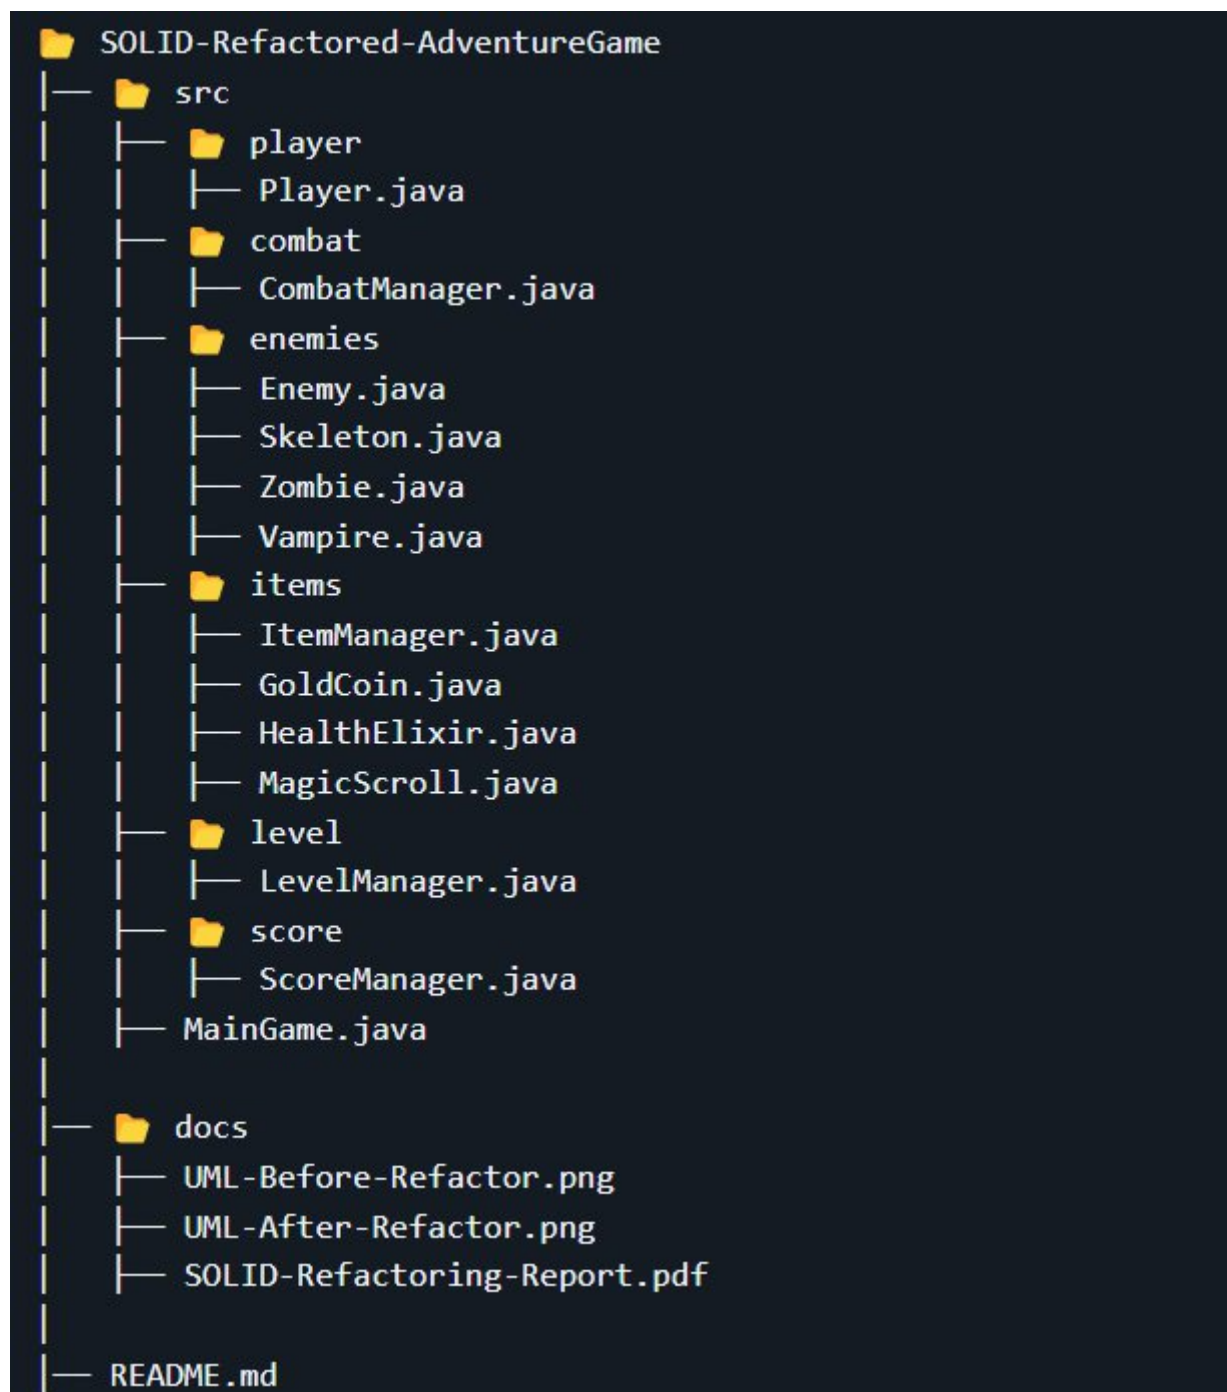 SOLID-Refactored-AdventureGame
src
player
Player.java
combat
CombatManager.java
enemies
Enemy.java
Skeleton.java
Zombie.java
Vampire.java
items
ItemManager.java
GoldCoin.java
HealthElixir.java
MagicScroll.java
level
LevelManager.java
score
ScoreManager.java
MainGame.java
docs
UML-Before-Refactor.png
UML-After-Refactor.png
SOLID-Refactoring-Report.pdf
README.md